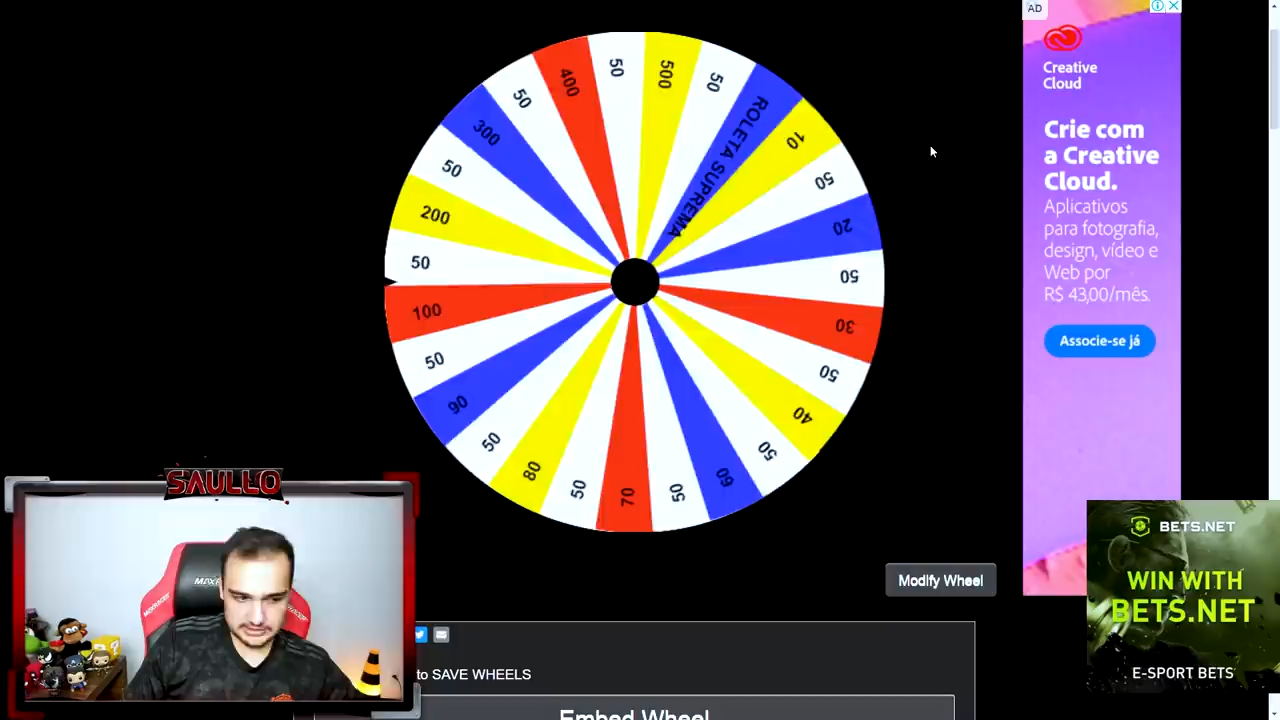 50
500
50
ROLETA SUPREMA
10
50
20
50
30
50
40
50
60
50
70
50
80
50
90
50
100
50
200
50
300
50
400
AD
Creative
Cloud
Crie com
a Creative
Cloud.
Aplicativos
para fotografia,
design, vídeo e
Web por
R$ 43,00/mês.
Associe-se já
SAULLO
Modify Wheel
to SAVE WHEELS
Embed Wheel
BETS.NET
WIN WITH
BETS.NET
E-SPORT BETS